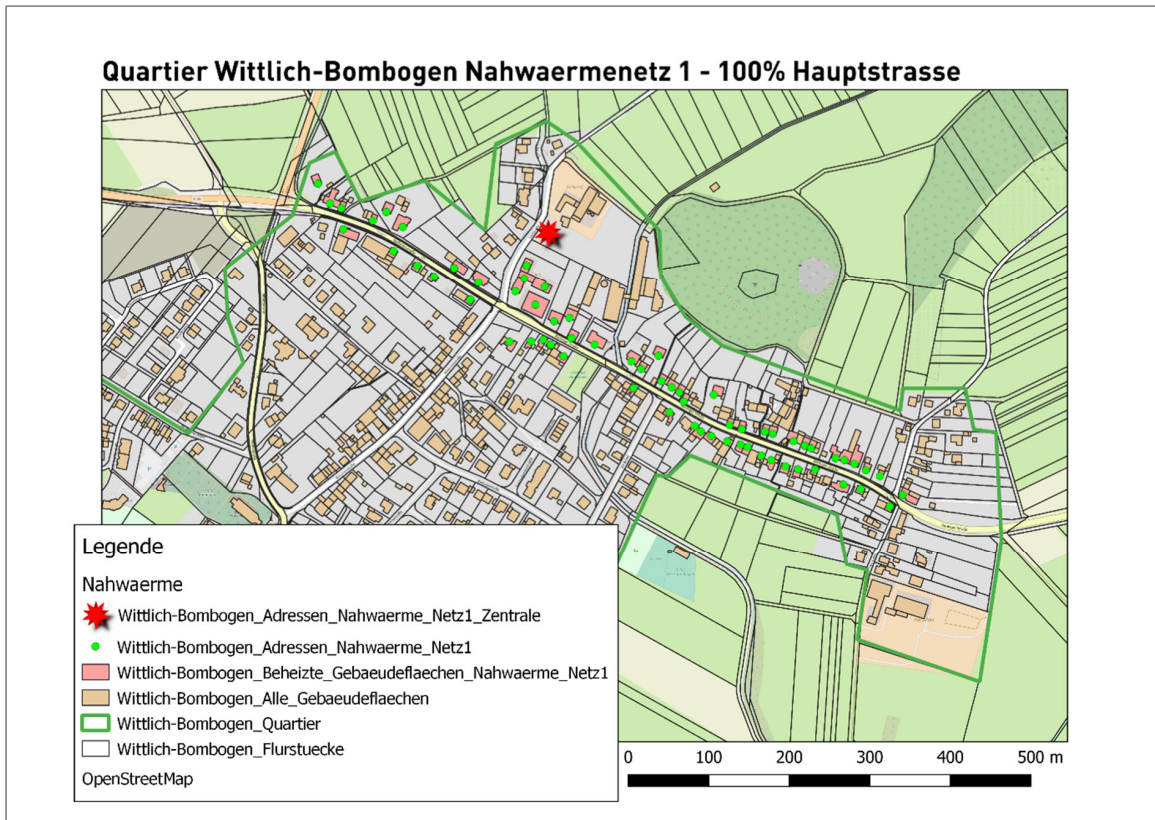 Quartier Wittlich-Bombogen Nahwaermenetz 1 - 100% Hauptstrasse
Legende
Nahwaerme
Wittlich-Bombogen_Adressen_Nahwaerme_Netz1_Zentrale
Wittlich-Bombogen_Adressen_Nahwaerme_Netz1
Wittlich-Bombogen_Beheizte_Gebaeudeflaechen_Nahwaerme_Netz1
Wittlich-Bombogen_Alle_Gebaeudeflaechen
Wittlich-Bombogen_Quartier
Wittlich-Bombogen_Flurstuecke
OpenStreetMap
0 100 200 300 400 500 m